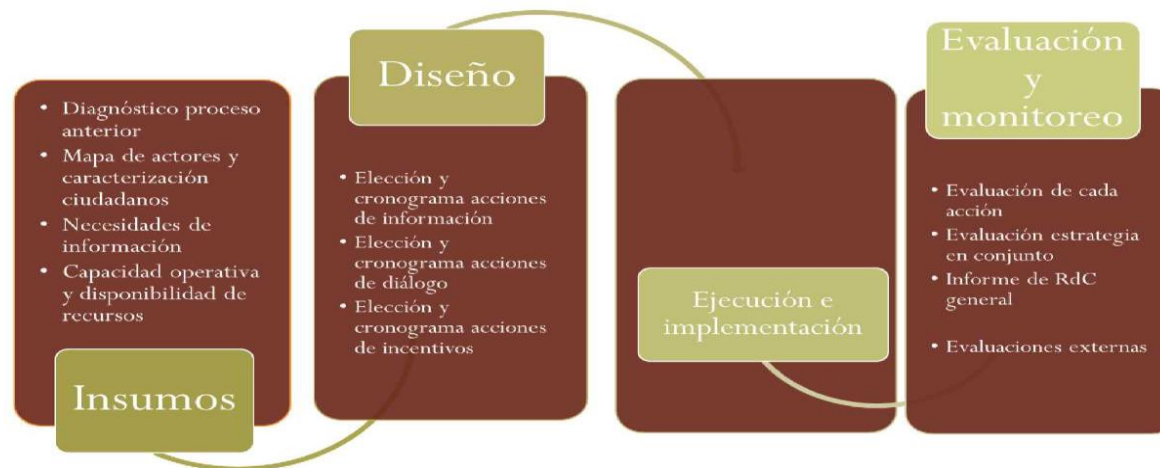 • Diagnóstico proceso
anterior
• Mapa de actores y
caracterización
ciudadanos
• Necesidades de
información
• Capacidad operativa
y disponibilidad de
recursos
Insumos
Diseño
• Elección y
cronograma acciones
de información
• Elección y
cronograma acciones
de diálogo
• Elección y
cronograma acciones
de incentivos
Ejecución e
implementación
Evaluación
y
monitoreo
• Evaluación de cada
acción
• Evaluación estrategia
en conjunto
• Informe de RdC
general
• Evaluaciones externas